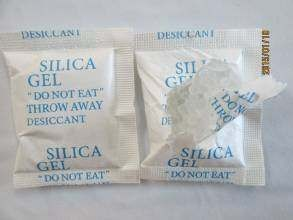 DESICCANT
SILICA
GEL
"DO NOT EAT"
THROW AWAY
DESICCANT
SILICA
GEL
"DO NOT EAT"
DESICCANT
SILICA
GEL
"DO
NOT EAT"
THROW
AWAY
SILICA
GEL
"DO NOT EAT"